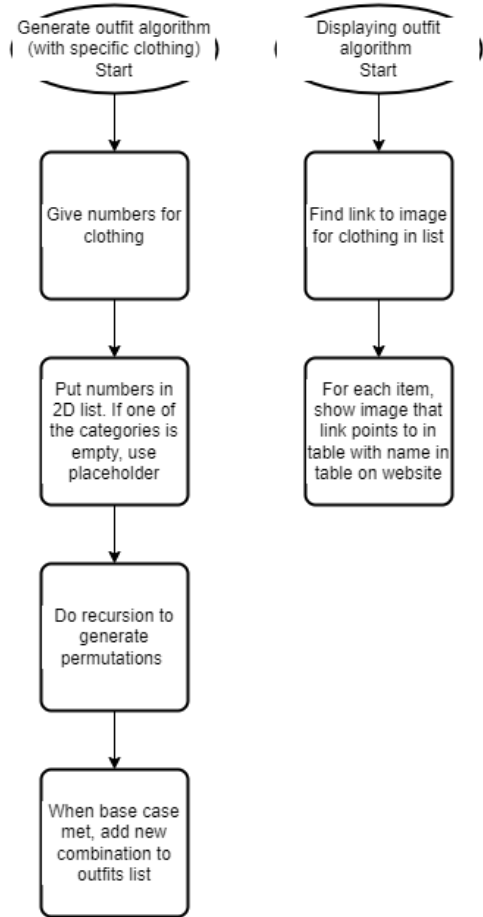 Generate outfit algorithm
(with specific clothing)
Start
Give numbers for
clothing
Put numbers in
2D list. If one of
the categories is
empty, use
placeholder
Do recursion to
generate
permutations
When base case
met, add new
combination to
outfits list
Displaying outfit
algorithm
Start
Find link to image
for clothing in list
For each item,
show image that
link points to in
table with name in
table on website